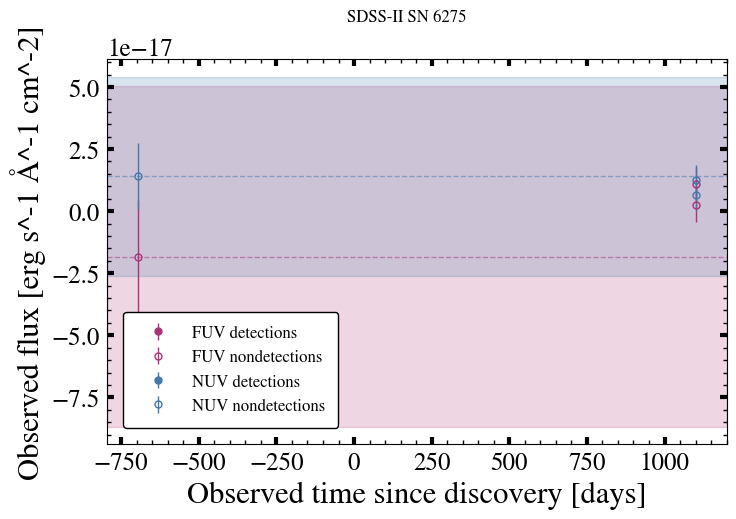 SDSS-II SN 6275
1e−17
5.0
2.5
0.0
−2.5
−5.0
−7.5
Observed flux [erg s^-1 Å^-1 cm^-2]
FUV detections
FUV nondetections
NUV detections
NUV nondetections
−750 −500 −250 0 250 500 750 1000
Observed time since discovery [days]